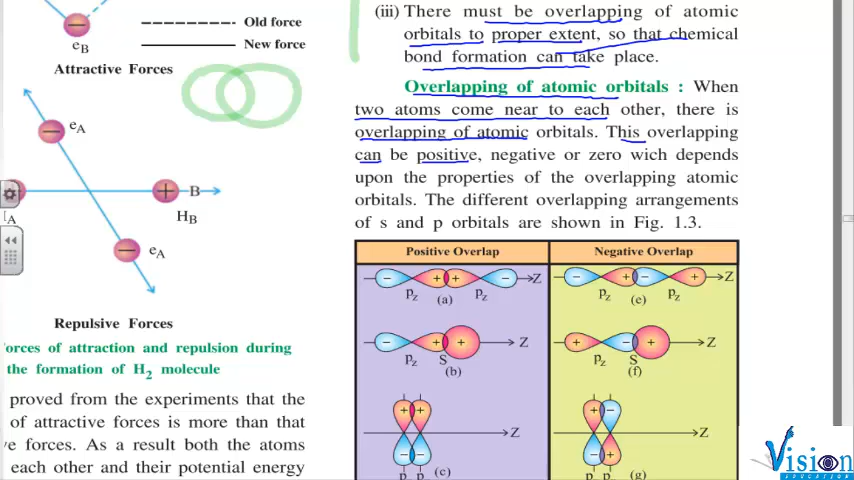 Old force
New force
eB
Attractive Forces
eA
B
HB
eA
Repulsive Forces
forces of attraction and repulsion during
the formation of H2 molecule
proved from the experiments that the
of attractive forces is more than that
forces. As a result both the atoms
each other and their potential energy
(iii) There must be overlapping of atomic
orbitals to proper extent, so that chemical
bond formation can take place.
Overlapping of atomic orbitals : When
two atoms come near to each other, there is
overlapping of atomic orbitals. This overlapping
can be positive, negative or zero wich depends
upon the properties of the overlapping atomic
orbitals. The different overlapping arrangements
of s and p orbitals are shown in Fig. 1.3.
Positive Overlap Negative Overlap
− + + − Z
pz (a) pz
− + − + Z
pz (e) pz
− + + Z
pz S
(b)
+ − + Z
pz S
(f)
+ +
Z
− −
p p (c)
+ −
Z
− +
p p (g)
Vision
EDUCATION